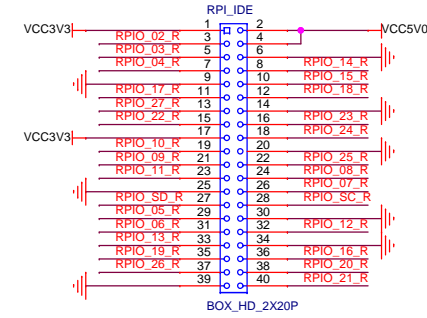 RPI_IDE
VCC3V3 1 2 VCC5V0
RPIO_02_R 3 4
RPIO_03_R 5 6
RPIO_04_R 7 8 RPIO_14_R
9 10 RPIO_15_R
RPIO_17_R 11 12 RPIO_18_R
RPIO_27_R 13 14
RPIO_22_R 15 16 RPIO_23_R
VCC3V3 17 18 RPIO_24_R
RPIO_10_R 19 20
RPIO_09_R 21 22 RPIO_25_R
RPIO_11_R 23 24 RPIO_08_R
25 26 RPIO_07_R
RPIO_SD_R 27 28 RPIO_SC_R
RPIO_05_R 29 30
RPIO_06_R 31 32 RPIO_12_R
RPIO_13_R 33 34
RPIO_19_R 35 36 RPIO_16_R
RPIO_26_R 37 38 RPIO_20_R
39 40 RPIO_21_R
BOX_HD_2X20P